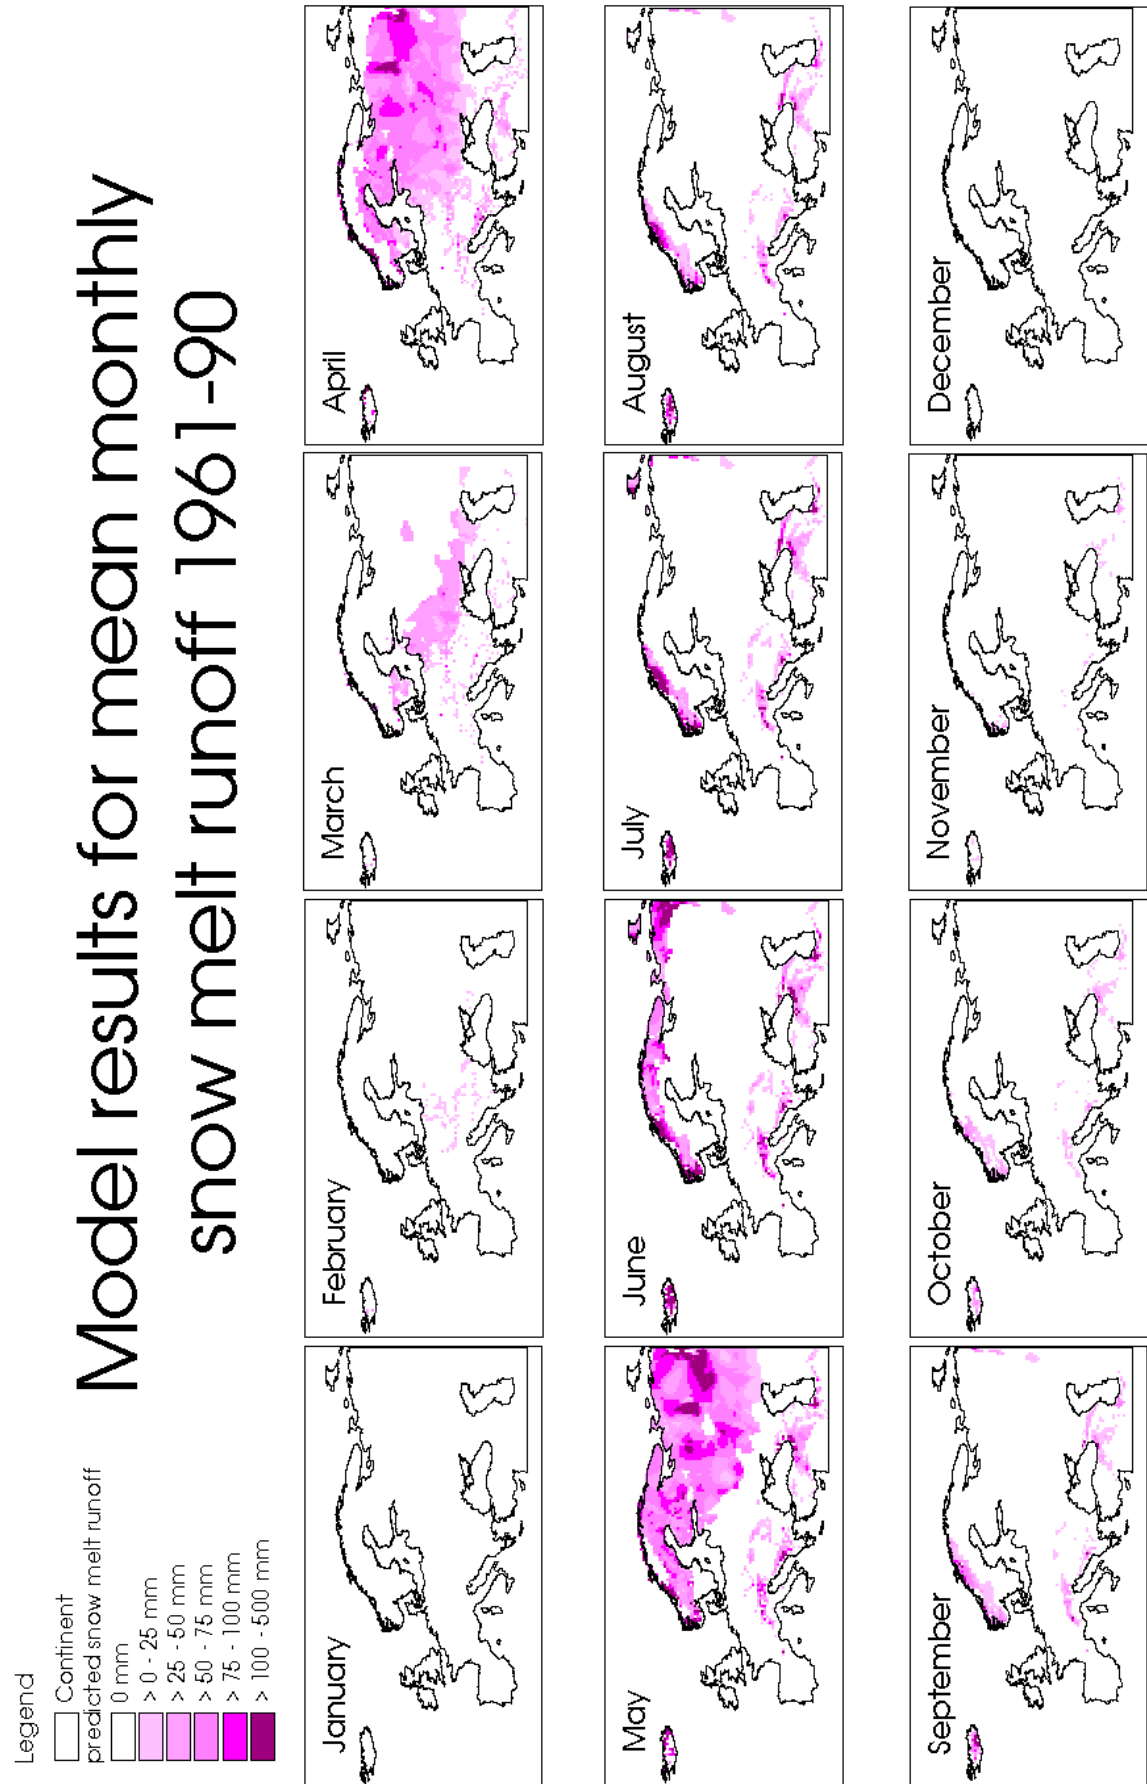 Model results for mean monthly
snow melt runoff 1961-90
Legend
Continent
predicted snow melt runoff
0 mm
> 0 - 25 mm
> 25 - 50 mm
> 50 - 75 mm
> 75 - 100 mm
> 100 - 500 mm
January
February
March
April
May
June
July
August
September
October
November
December